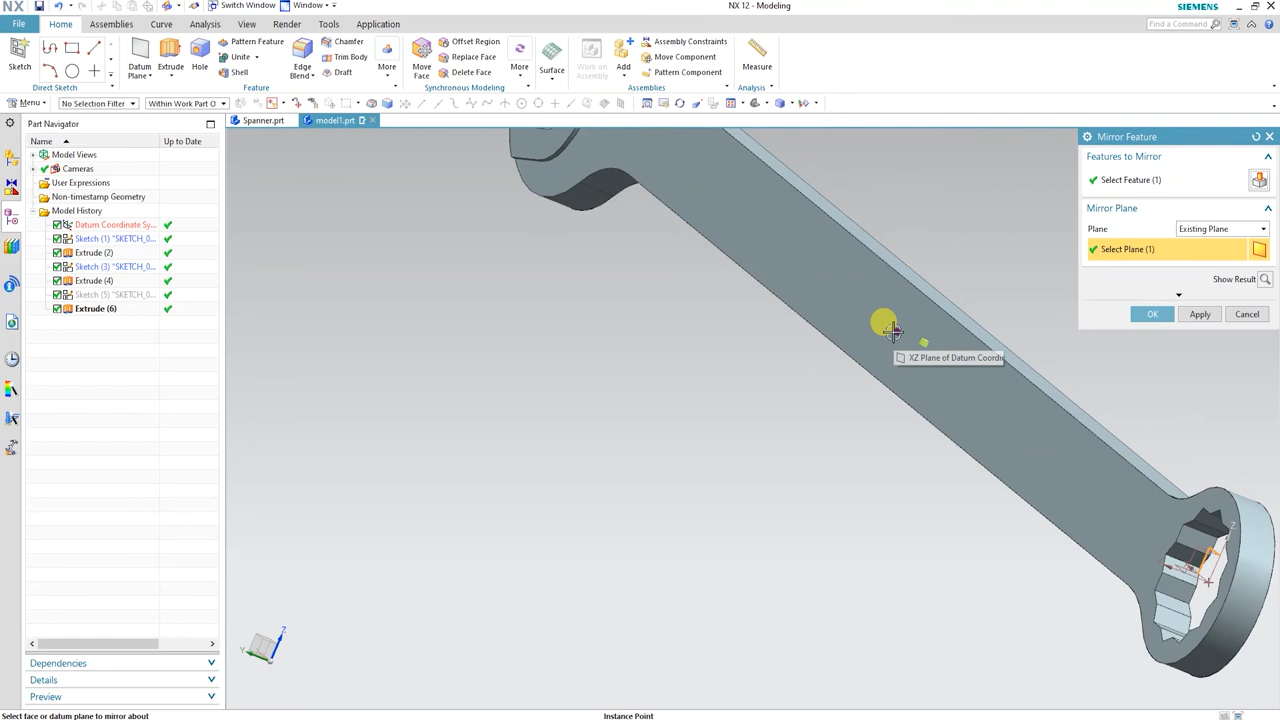 NX
Switch Window
Window
NX 12 - Modeling
SIEMENS
File
Home
Assemblies
Curve
Analysis
View
Render
Tools
Application
Find a Command
Sketch
Direct Sketch
Datum Plane
Extrude
Hole
Pattern Feature
Unite
Shell
Edge Blend
Chamfer
Trim Body
Draft
More
Feature
Move Face
Offset Region
Replace Face
Delete Face
More
Synchronous Modeling
Surface
Work on Assembly
Add
Assembly Constraints
Move Component
Pattern Component
Assemblies
Measure
Analysis
Menu
No Selection Filter
Within Work Part O
Part Navigator
Spanner.prt
model1.prt
Name
Up to Date
Model Views
Cameras
User Expressions
Non-timestamp Geometry
Model History
Datum Coordinate Sy...
Sketch (1) "SKETCH_0...
Extrude (2)
Sketch (3) "SKETCH_0...
Extrude (4)
Sketch (5) "SKETCH_0...
Extrude (6)
Mirror Feature
Features to Mirror
Select Feature (1)
Mirror Plane
Plane
Existing Plane
Select Plane (1)
Show Result
OK
Apply
Cancel
XZ Plane of Datum Coordi
Z
Z
Y
Dependencies
Details
Preview
Select face or datum plane to mirror about
Instance Point